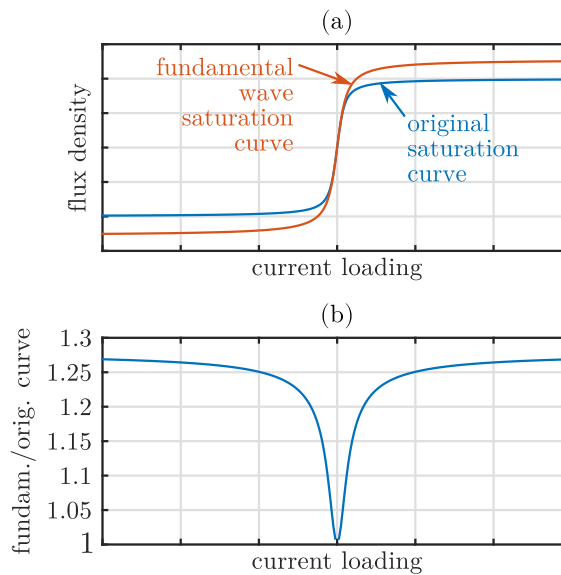 (a)
flux density
fundamental
wave
saturation
curve
original
saturation
curve
current loading
(b)
fundam./orig. curve
1.3
1.25
1.2
1.15
1.1
1.05
1
current loading